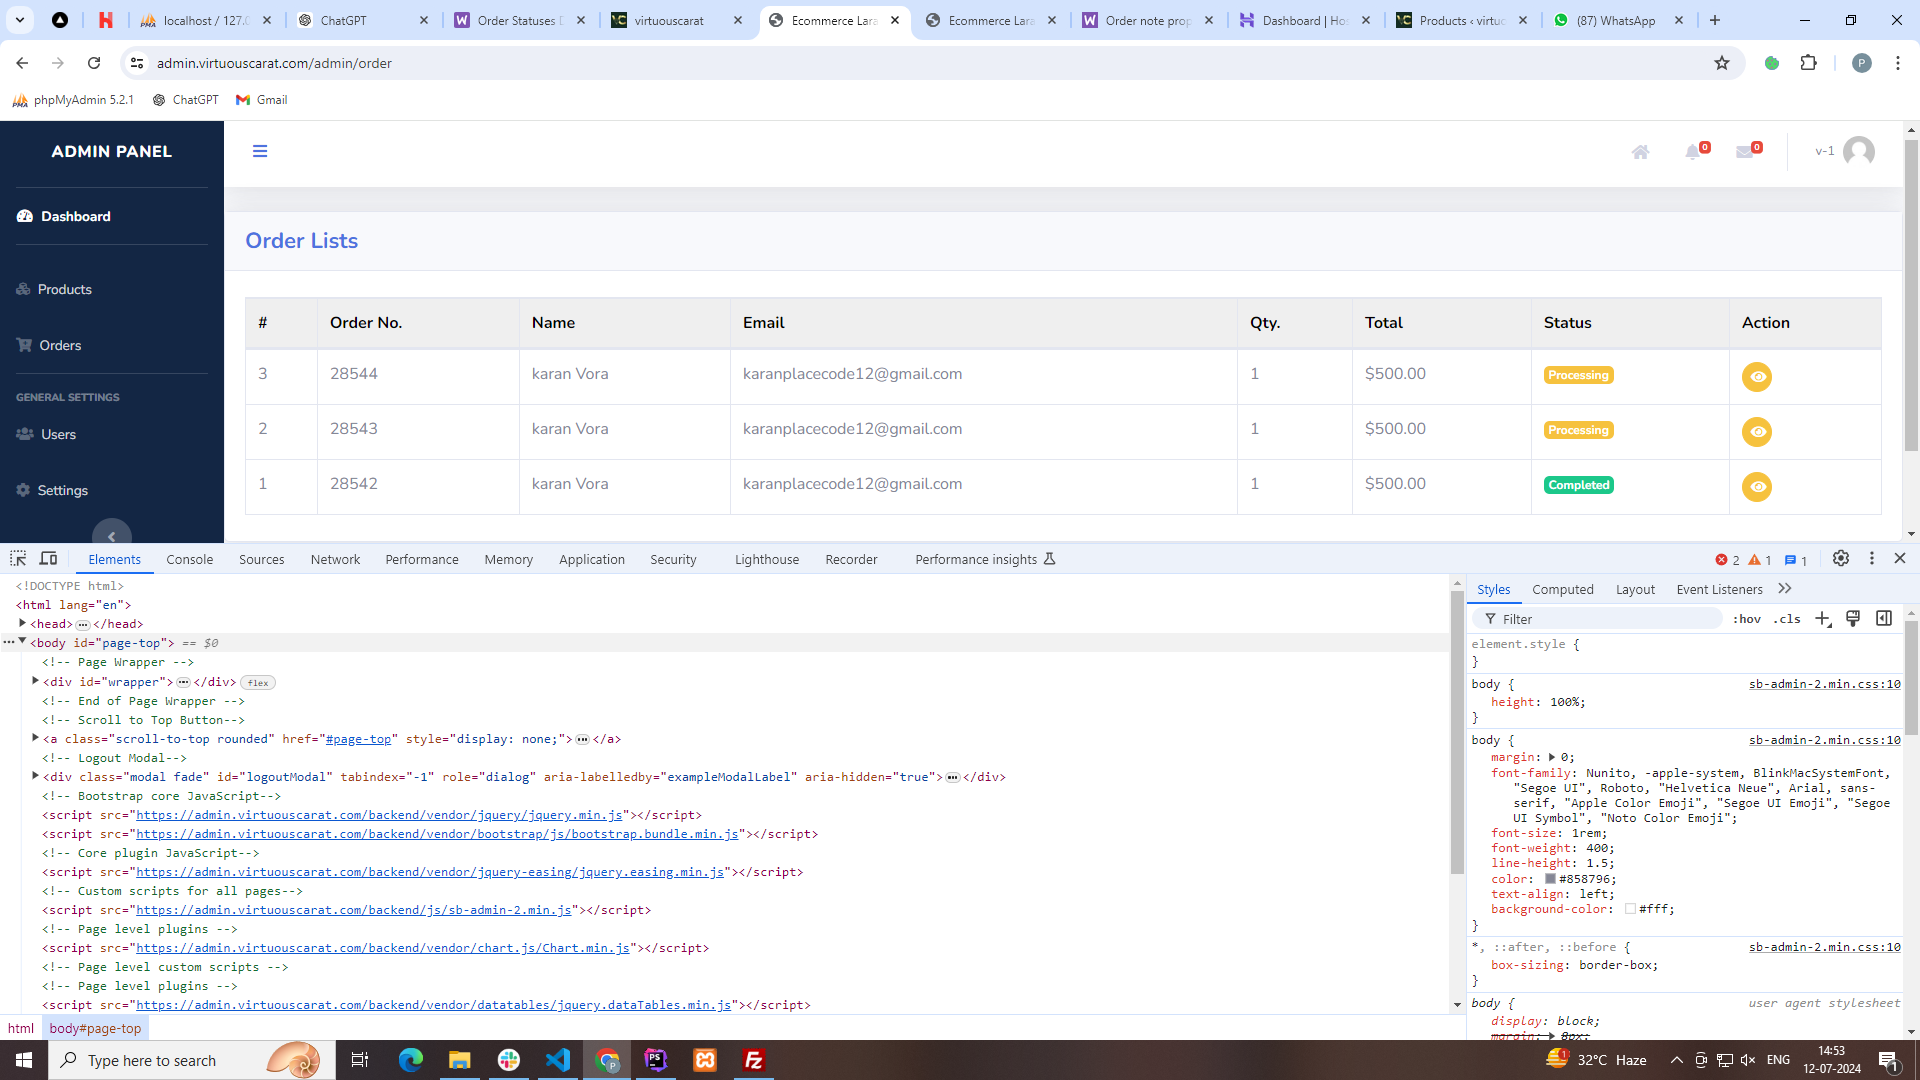 localhost / 127.0
ChatGPT
Order Statuses D
virtuouscarat
Ecommerce Lara
Ecommerce Lara
Order note prop
Dashboard | Hos
Products ‹ virtuo
(87) WhatsApp
admin.virtuouscarat.com/admin/order
P
phpMyAdmin 5.2.1
ChatGPT
Gmail
ADMIN PANEL
0
0
v-1
Dashboard
Order Lists
Products
Orders
GENERAL SETTINGS
Users
Settings
# Order No. Name Email Qty. Total Status Action
3 28544 karan Vora karanplacecode12@gmail.com 1 $500.00 Processing
2 28543 karan Vora karanplacecode12@gmail.com 1 $500.00 Processing
1 28542 karan Vora karanplacecode12@gmail.com 1 $500.00 Completed
Elements Console Sources Network Performance Memory Application Security Lighthouse Recorder Performance insights 2 1 1
<!DOCTYPE html>
<html lang="en">
<head>…</head>
<body id="page-top"> == $0
<!-- Page Wrapper -->
<div id="wrapper">…</div> flex
<!-- End of Page Wrapper -->
<!-- Scroll to Top Button-->
<a class="scroll-to-top rounded" href="#page-top" style="display: none;">…</a>
<!-- Logout Modal-->
<div class="modal fade" id="logoutModal" tabindex="-1" role="dialog" aria-labelledby="exampleModalLabel" aria-hidden="true">…</div>
<!-- Bootstrap core JavaScript-->
<script src="https://admin.virtuouscarat.com/backend/vendor/jquery/jquery.min.js"></script>
<script src="https://admin.virtuouscarat.com/backend/vendor/bootstrap/js/bootstrap.bundle.min.js"></script>
<!-- Core plugin JavaScript-->
<script src="https://admin.virtuouscarat.com/backend/vendor/jquery-easing/jquery.easing.min.js"></script>
<!-- Custom scripts for all pages-->
<script src="https://admin.virtuouscarat.com/backend/js/sb-admin-2.min.js"></script>
<!-- Page level plugins -->
<script src="https://admin.virtuouscarat.com/backend/vendor/chart.js/Chart.min.js"></script>
<!-- Page level custom scripts -->
<!-- Page level plugins -->
<script src="https://admin.virtuouscarat.com/backend/vendor/datatables/jquery.dataTables.min.js"></script>
html body#page-top
Styles Computed Layout Event Listeners
Filter :hov .cls
element.style {
}
body { sb-admin-2.min.css:10
height: 100%;
}
body { sb-admin-2.min.css:10
margin: 0;
font-family: Nunito, -apple-system, BlinkMacSystemFont,
"Segoe UI", Roboto, "Helvetica Neue", Arial, sans-
serif, "Apple Color Emoji", "Segoe UI Emoji", "Segoe
UI Symbol", "Noto Color Emoji";
font-size: 1rem;
font-weight: 400;
line-height: 1.5;
color: #858796;
text-align: left;
background-color: #fff;
}
*, ::after, ::before { sb-admin-2.min.css:10
box-sizing: border-box;
}
body { user agent stylesheet
display: block;
margin: 8px;
Type here to search
32°C Haze
ENG
14:53
12-07-2024
1